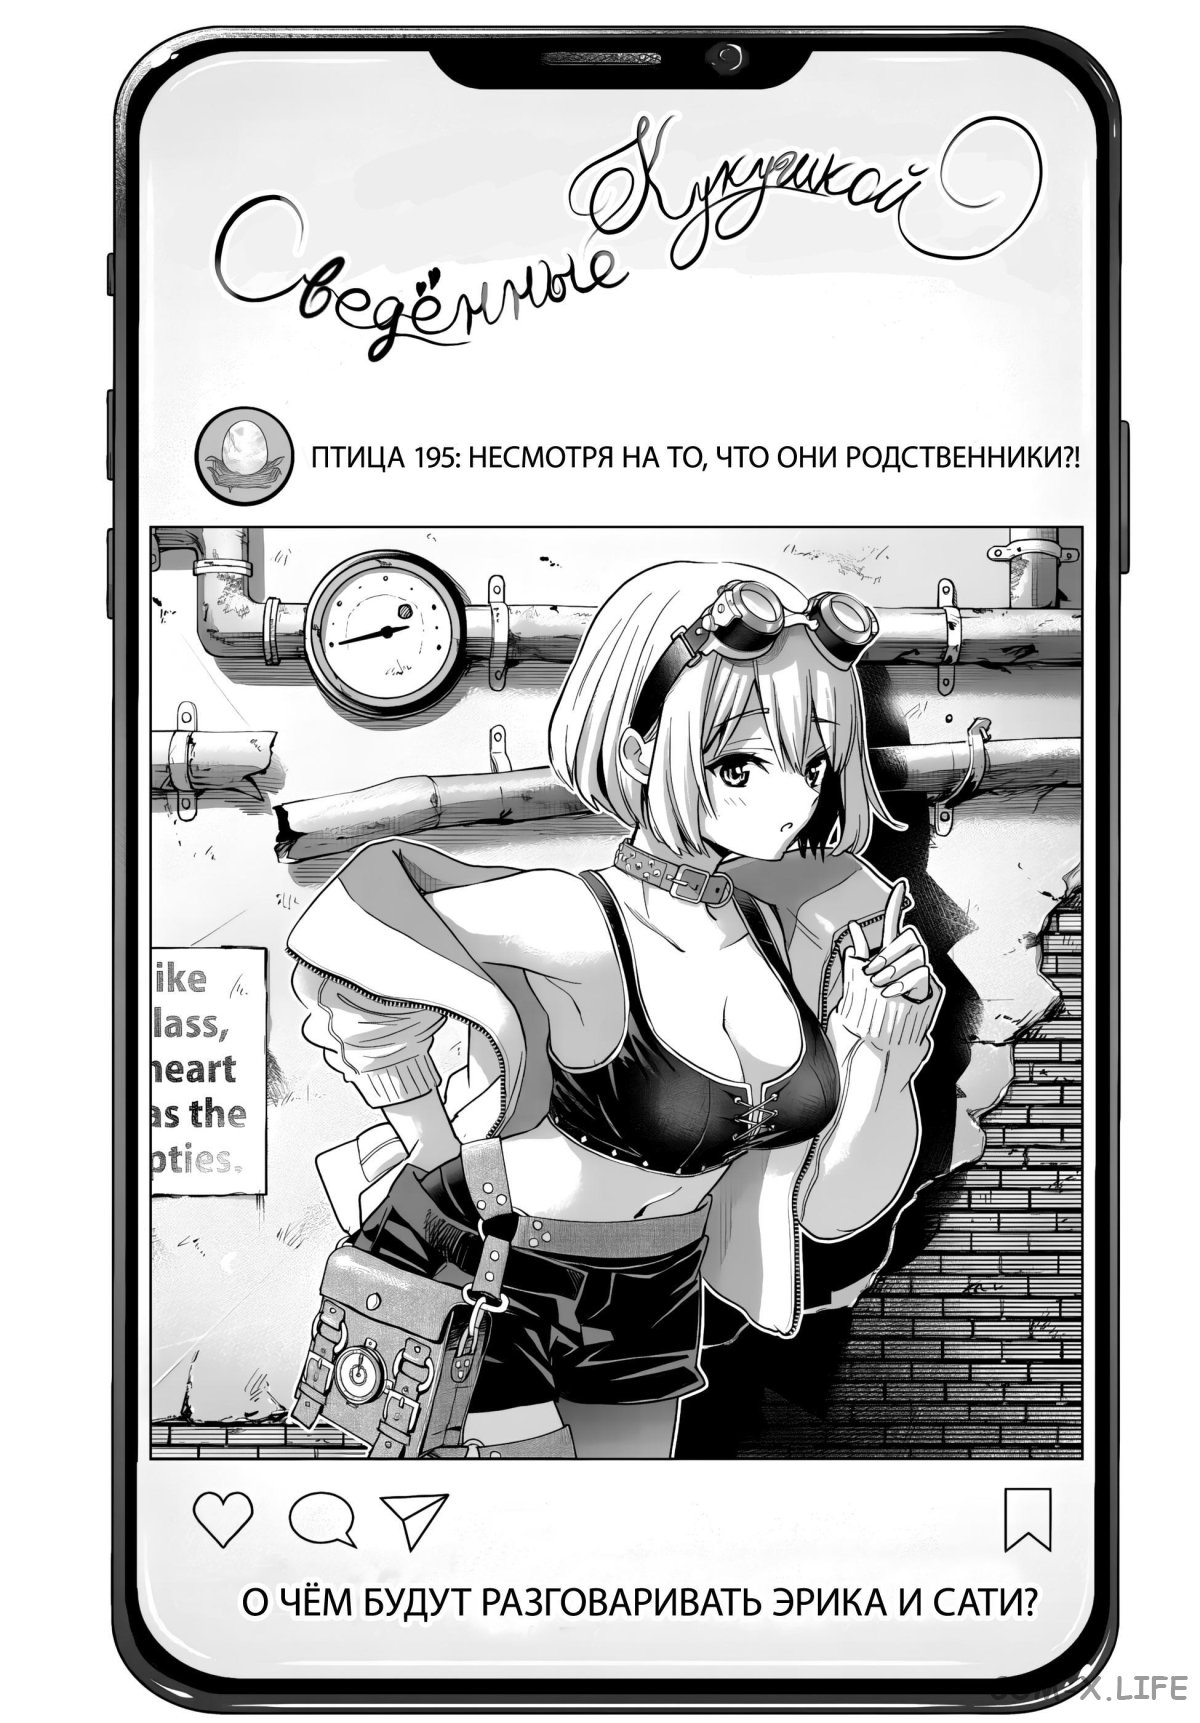 Сведённые Кукушкой
ПТИЦА 195: НЕСМОТРЯ НА ТО, ЧТО ОНИ РОДСТВЕННИКИ?!
ike
lass,
heart
as the
pties.
О ЧЁМ БУДУТ РАЗГОВАРИВАТЬ ЭРИКА И САТИ?
X.LIFE